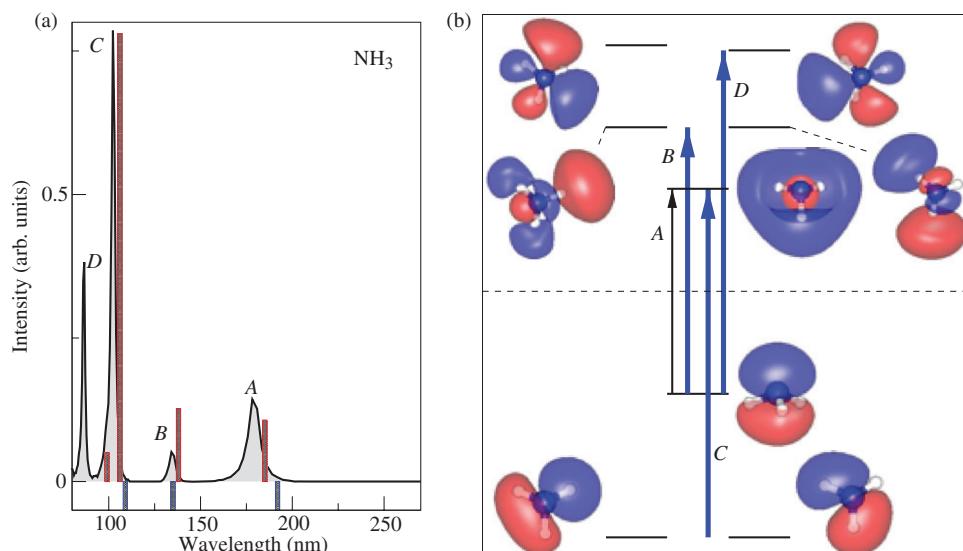 (a)
C
NH3
D
A
B
0.5
0
100
150
200
250
Intensity (arb. units)
Wavelength (nm)
(b)
D
B
A
C